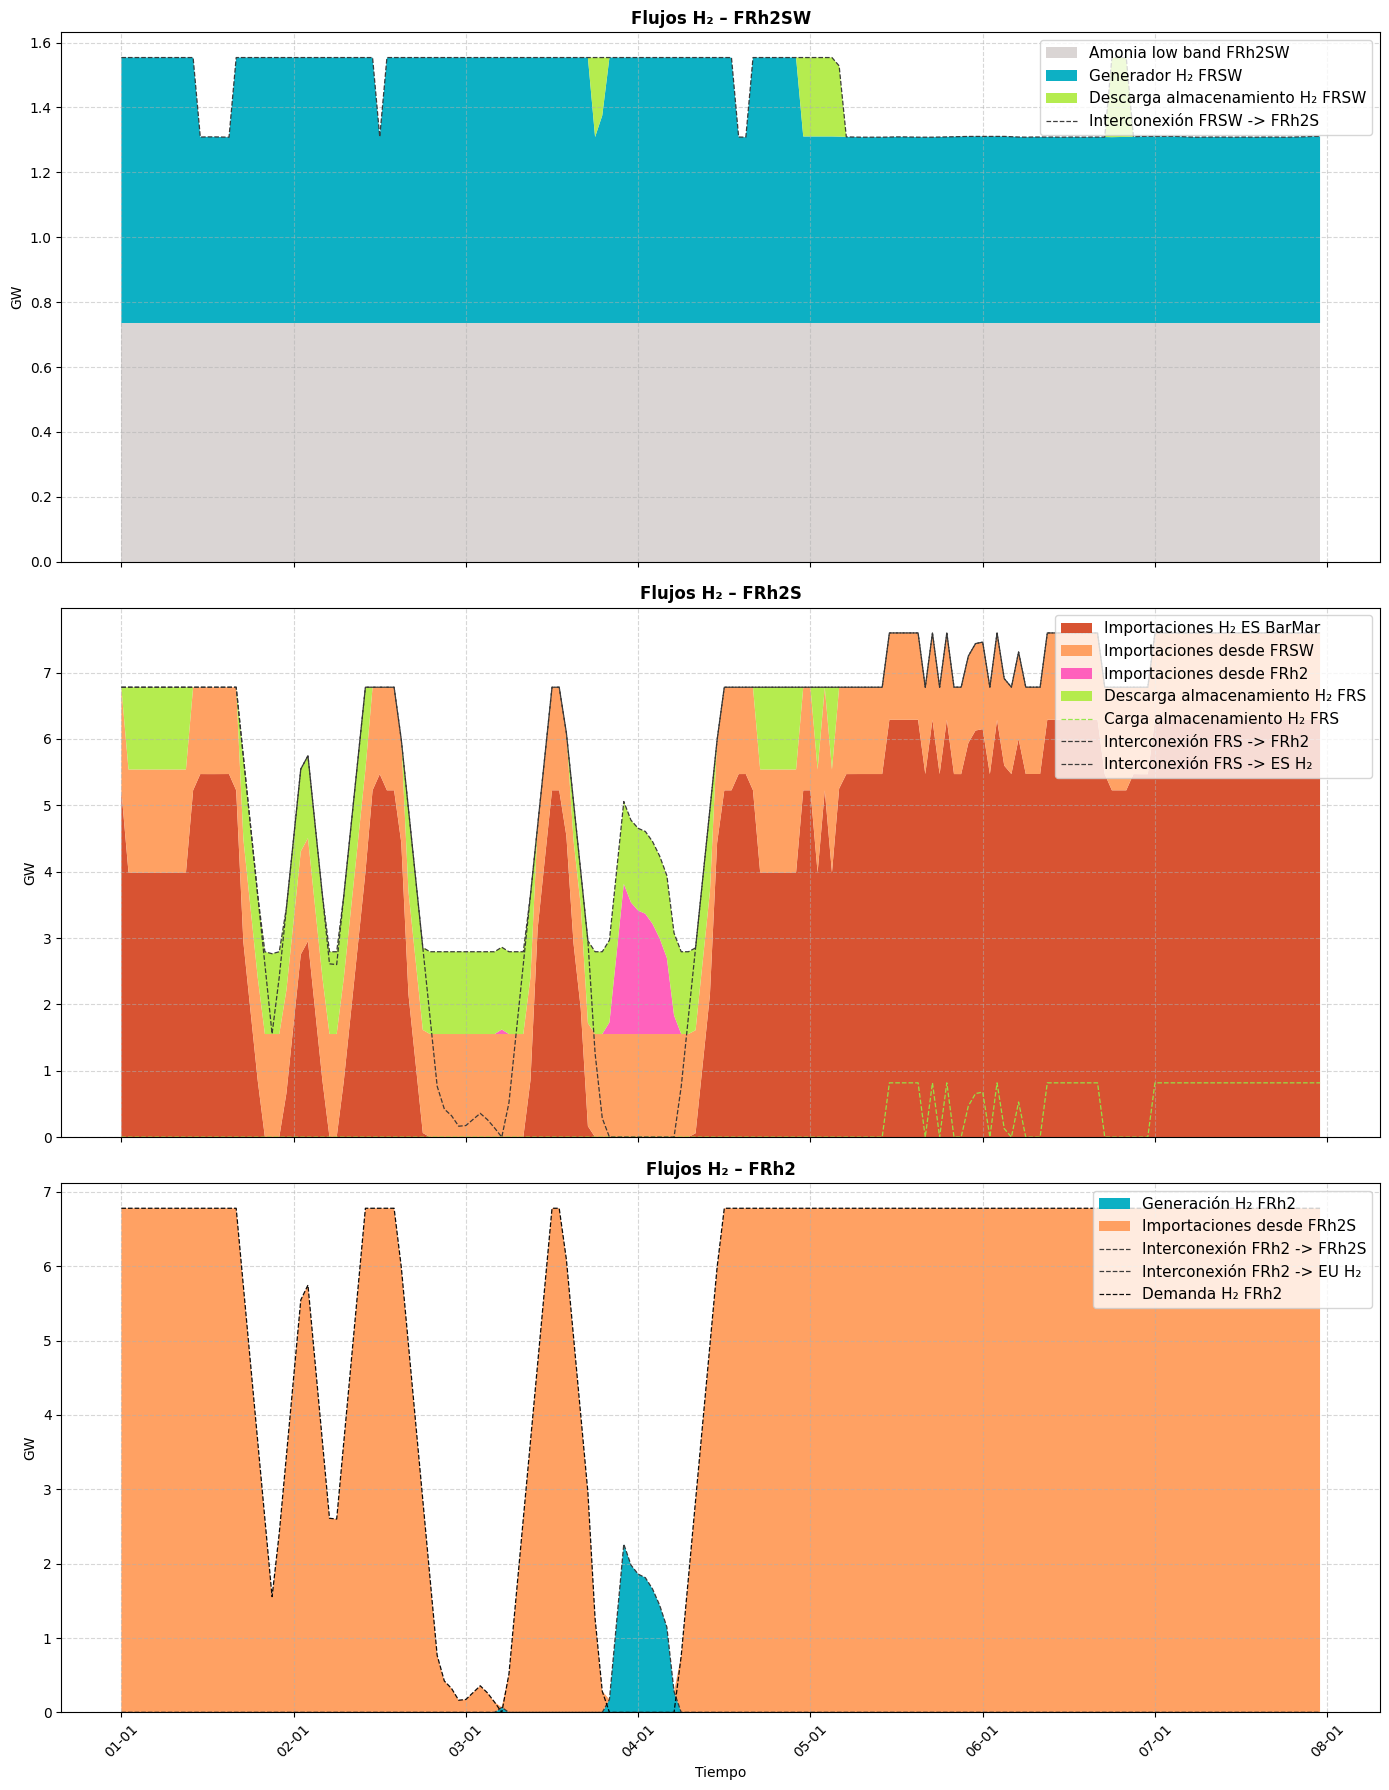 Flujos H₂ – FRh2SW
1.6
1.4
1.2
1.0
0.8
0.6
0.4
0.2
0.0
GW
Amonia low band FRh2SW
Generador H₂ FRSW
Descarga almacenamiento H₂ FRSW
Interconexión FRSW -> FRh2S
Flujos H₂ – FRh2S
7
6
5
4
3
2
1
0
GW
Importaciones H₂ ES BarMar
Importaciones desde FRSW
Importaciones desde FRh2
Descarga almacenamiento H₂ FRS
Carga almacenamiento H₂ FRS
Interconexión FRS -> FRh2
Interconexión FRS -> ES H₂
Flujos H₂ – FRh2
7
6
5
4
3
2
1
0
GW
Generación H₂ FRh2
Importaciones desde FRh2S
Interconexión FRh2 -> FRh2S
Interconexión FRh2 -> EU H₂
Demanda H₂ FRh2
01-01
02-01
03-01
04-01
05-01
06-01
07-01
08-01
Tiempo